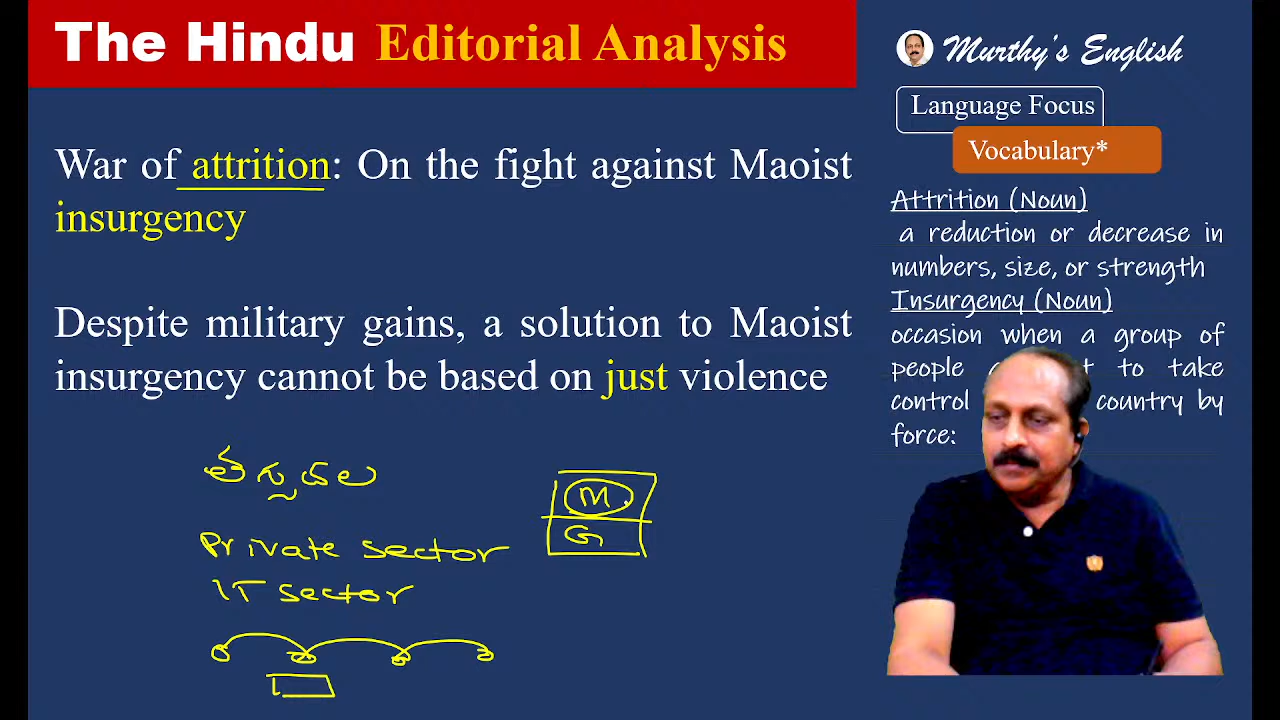 The Hindu Editorial Analysis
War of attrition: On the fight against Maoist
insurgency
Despite military gains, a solution to Maoist
insurgency cannot be based on just violence
Private sector
IT sector
M
G
Murthy's English
Language Focus
Vocabulary*
Attrition (Noun)
a reduction or decrease in
numbers, size, or strength
Insurgency (Noun)
occasion when a group of
people to take
control country by
force: